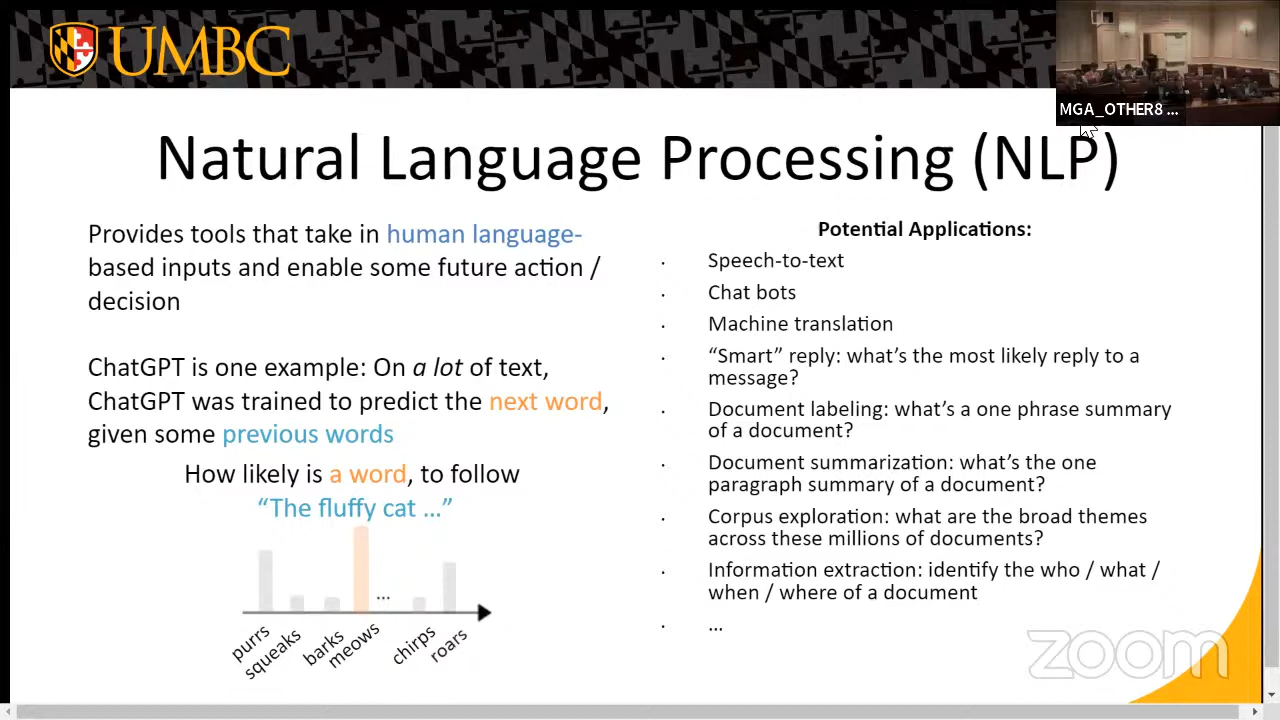 UMBC
MGA_OTHER8 ...
Natural Language Processing (NLP)
Provides tools that take in human language-
based inputs and enable some future action /
decision
ChatGPT is one example: On a lot of text,
ChatGPT was trained to predict the next word,
given some previous words
How likely is a word, to follow
“The fluffy cat ...”
...
purrs
squeaks
barks
meows
chirps
roars
Potential Applications:
· Speech-to-text
· Chat bots
· Machine translation
· “Smart” reply: what’s the most likely reply to a
message?
· Document labeling: what’s a one phrase summary
of a document?
· Document summarization: what’s the one
paragraph summary of a document?
· Corpus exploration: what are the broad themes
across these millions of documents?
· Information extraction: identify the who / what /
when / where of a document
· ...
zoom